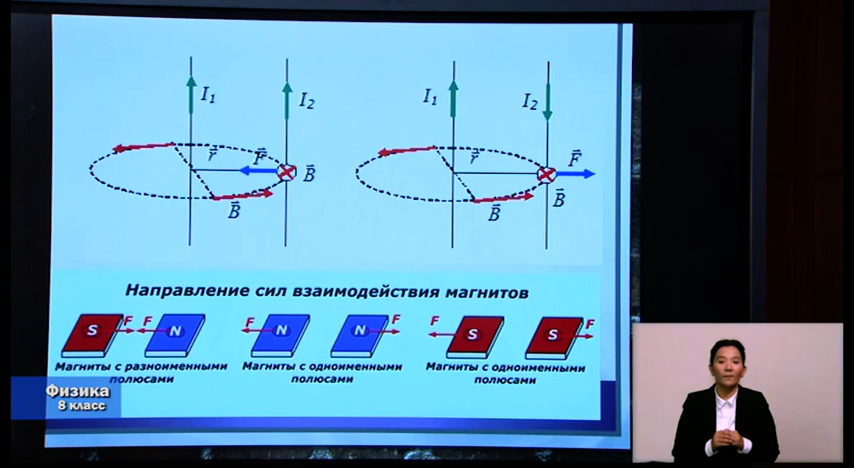 I₁ I₂ I₁ I₂
r⃗ F⃗ r⃗ F⃗
B⃗ B⃗
B⃗ B⃗
Направление сил взаимодействия магнитов
S F F N F N N F F S S F
Магниты с разноименными полюсами
Магниты с одноименными полюсами
Магниты с одноименными полюсами
Физика
8 класс